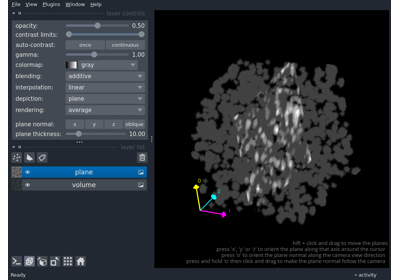 File View Plugins Window Help
layer controls
opacity: 0.50
contrast limits:
auto-contrast: once continuous
gamma: 1.00
colormap: gray
blending: additive
interpolation: linear
depiction: plane
rendering: average
plane normal: x y z oblique
plane thickness: 10.00
layer list
plane
volume
0
hift + click and drag to move the planes
press 'x', 'y' or 'z' to orient the plane along that axis around the cursor
press 'o' to orient the plane normal along the camera view direction
press and hold 'o' then click and drag to make the plane normal follow the camera
Ready
activity